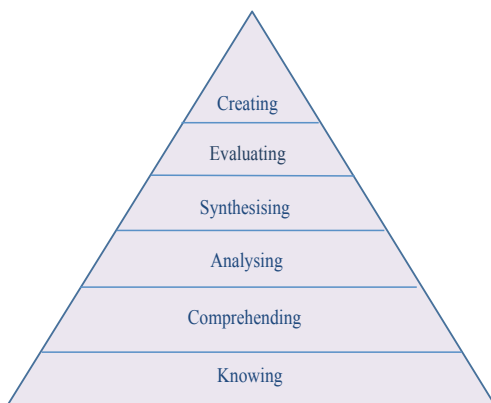 Creating
Evaluating
Synthesising
Analysing
Comprehending
Knowing